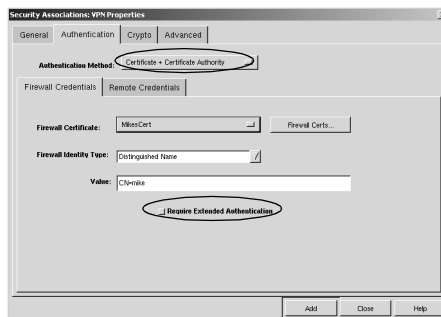 Security Associations: VPN Properties
General Authentication Crypto Advanced
Authentication Method: Certificate + Certificate Authority
Firewall Credentials Remote Credentials
Firewall Certificate: MikesCert Firewall Certs...
Firewall Identity Type: Distinguished Name
Value: CN=mike
Require Extended Authentication
Add Close Help